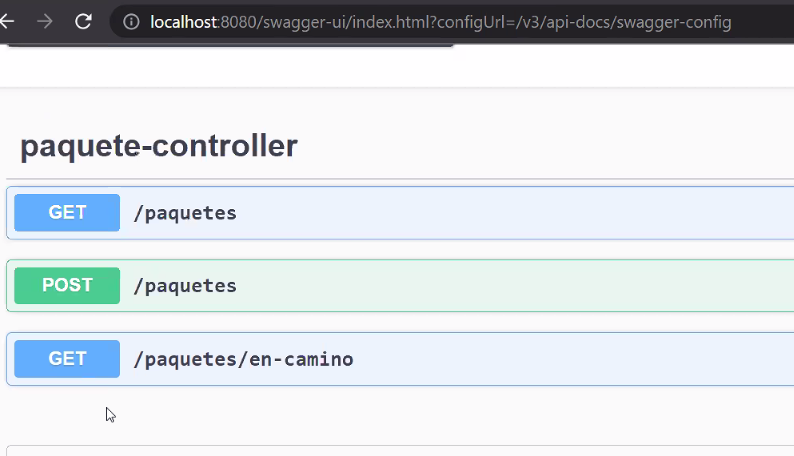 localhost:8080/swagger-ui/index.html?configUrl=/v3/api-docs/swagger-config
paquete-controller
GET /paquetes
POST /paquetes
GET /paquetes/en-camino